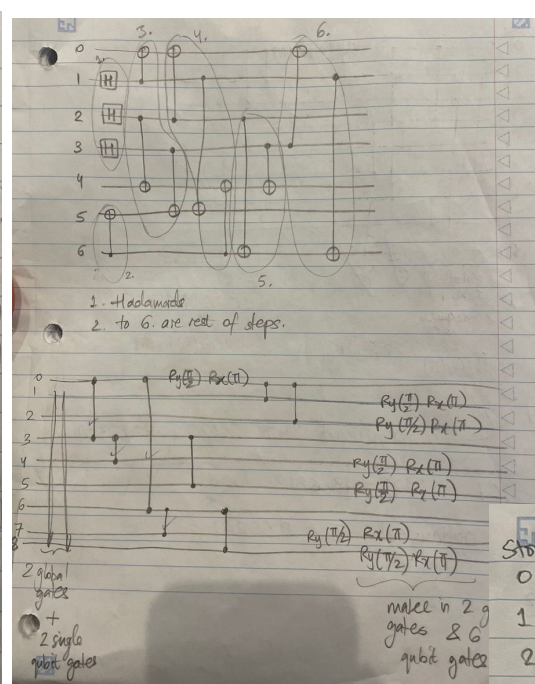 3. 4. 6.
0
1 H
2 H
3 H
4
5
6
2.
5.
1. Hadamads
2. to 6. are rest of steps.
0 Ry(π/2) Rx(π)
1 Ry(π/2) Rx(π)
2 Ry(π/2) Rx(π)
3
4 Ry(π/2) Rx(π)
5 Ry(π/2) Rx(π)
6
7 Ry(π/2) Rx(π)
8 Ry(π/2) Rx(π)
2 global
gates
+
2 single
qubit gates
make in 2 g
gates & 6
qubit gates
0
1
2